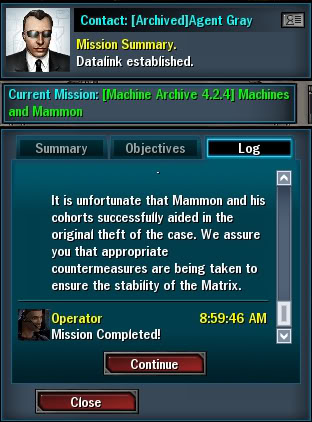 Contact: [Archived]Agent Gray
Mission Summary.
Datalink established.
Current Mission: [Machine Archive 4.2.4] Machines
and Mammon
Summary
Objectives
Log
It is unfortunate that Mammon and his
cohorts successfully aided in the
original theft of the case. We assure
you that appropriate
countermeasures are being taken to
ensure the stability of the Matrix.
Operator 8:59:46 AM
Mission Completed!
Continue
Close